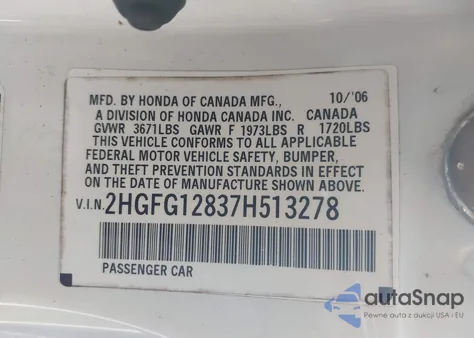 MFD. BY HONDA OF CANADA MFG., 10/'06
A DIVISION OF HONDA CANADA INC. CANADA
GVWR 3671LBS GAWR F 1973LBS R 1720LBS
THIS VEHICLE CONFORMS TO ALL APPLICABLE
FEDERAL MOTOR VEHICLE SAFETY, BUMPER,
AND THEFT PREVENTION STANDARDS IN EFFECT
ON THE DATE OF MANUFACTURE SHOWN ABOVE.
V.I.N. 2HGFG12837H513278
PASSENGER CAR
autoSnap
Pewne auta z aukcji USA i EU